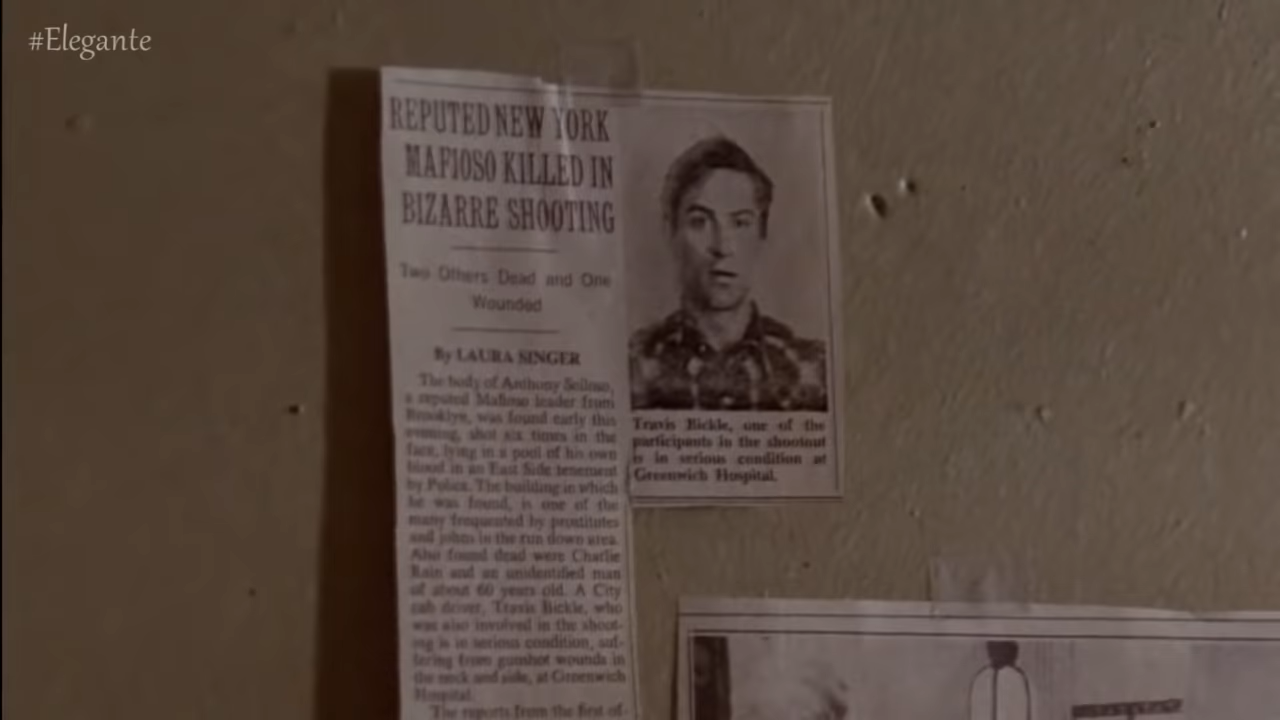 #Elegante
REPUTED NEW YORK
MAFIOSO KILLED IN
BIZARRE SHOOTING
Two Others Dead and One
Wounded
By LAURA SINGER
The body of Anthony
a reputed Mafioso leader from
Brooklyn, was found early this
evening, shot six times in the
face, lying in a pool of his own
blood in an East Side tenement
by Police. The building in which
he was found, is one of the
many frequented by prostitutes
and johns in the run down area.
Also found dead were Charlie
Rain and an unidentified man
of about 60 years old. A City
cab driver, Travis Bickle, who
was also involved in the shoot-
ing is in serious condition, suf-
fering from gunshot wounds in
the neck and side, at Greenwich
Hospital.
The reports from the first of-
Travis Bickle, one of the
participants in the shootout
is in serious condition at
Greenwich Hospital.